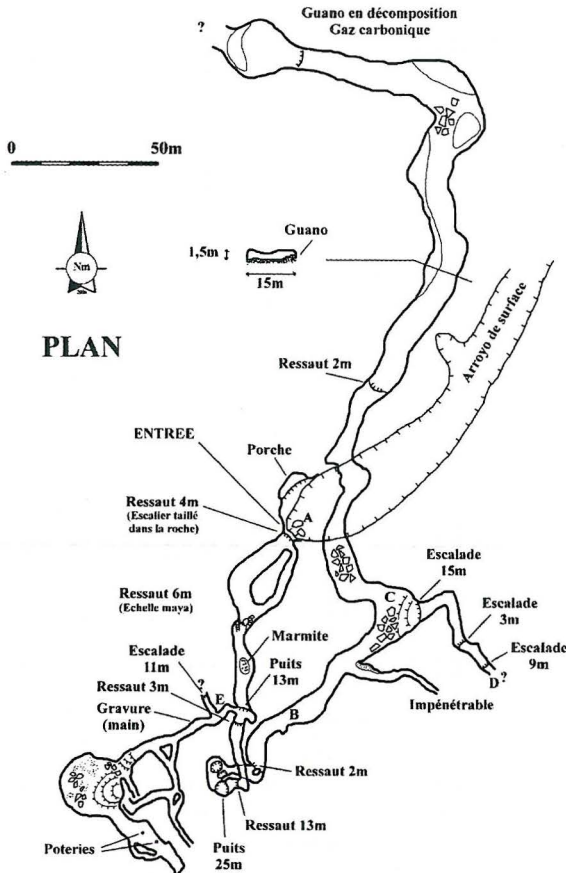 Guano en décomposition
Gaz carbonique
?
0
50m
Guano
1,5m
15m
Nm
PLAN
Arroyo de surface
Ressaut 2m
ENTREE
Porche
Ressaut 4m
(Escalier taillé
dans la roche)
A
Escalade
15m
C
Ressaut 6m
(Echelle maya)
Escalade
3m
Marmite
Escalade
11m
Escalade
9m
?
D
?
Puits
13m
Ressaut 3m
E
Impénétrable
Gravure
(main)
B
Ressaut 2m
Ressaut 13m
Poteries
Puits
25m